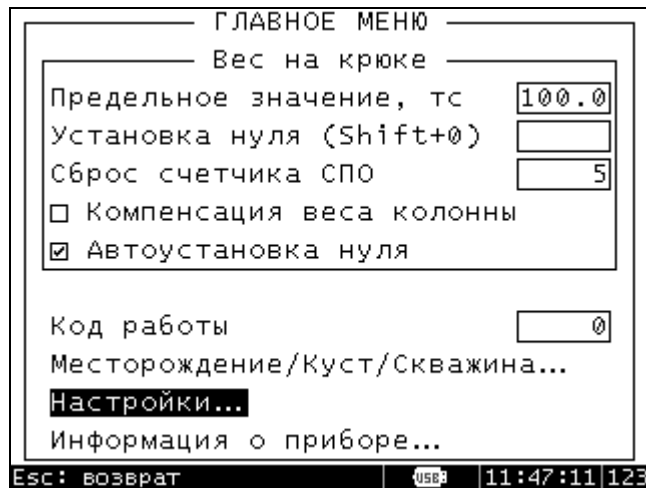 ГЛАВНОЕ МЕНЮ
Вес на крюке
Предельное значение, тс 100.0
Установка нуля (Shift+0)
Сброс счетчика СПО 5
Компенсация веса колонны
Автоустановка нуля
Код работы 0
Месторождение/Куст/Скважина...
Настройки...
Информация о приборе...
Esc: возврат USB 11:47:11 123